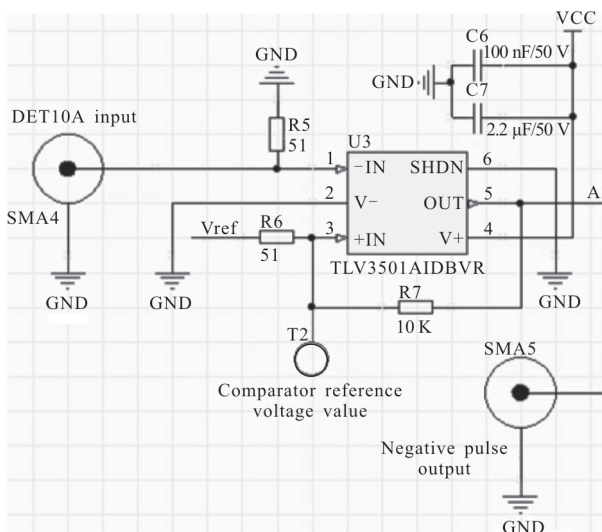 VCC
C6
100 nF/50 V
GND
GND
C7
2.2 μF/50 V
DET10A input
R5
51
U3
1
−IN
SHDN
6
SMA4
2
V−
OUT
5
A
Vref
R6
51
3
+IN
V+
4
TLV3501AIDBVR
GND
GND
GND
R7
10 K
T2
SMA5
Comparator reference
voltage value
Negative pulse
output
GND